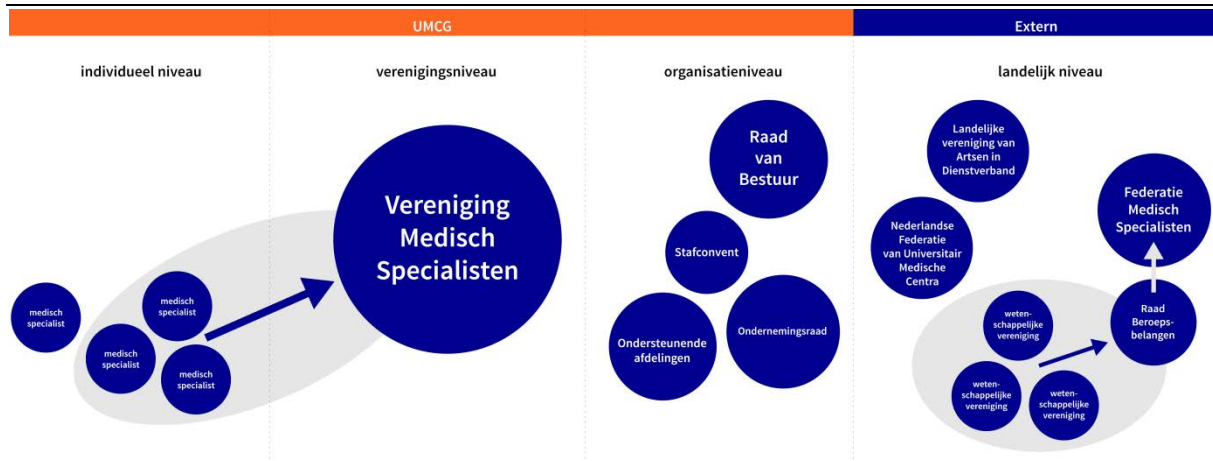 UMCG
Extern
individueel niveau
verenigingsniveau
organisatieniveau
landelijk niveau
medisch
specialist
medisch
specialist
medisch
specialist
medisch
specialist
Vereniging
Medisch
Specialisten
Raad
van
Bestuur
Stafconvent
Ondersteunende
afdelingen
Ondernemingsraad
Landelijke
vereniging van
Artsen in
Dienstverband
Nederlandse
Federatie
van Universitair
Medische
Centra
Federatie
Medisch
Specialisten
Raad
Beroeps-
belangen
weten-
schappelijke
vereniging
weten-
schappelijke
vereniging
weten-
schappelijke
vereniging